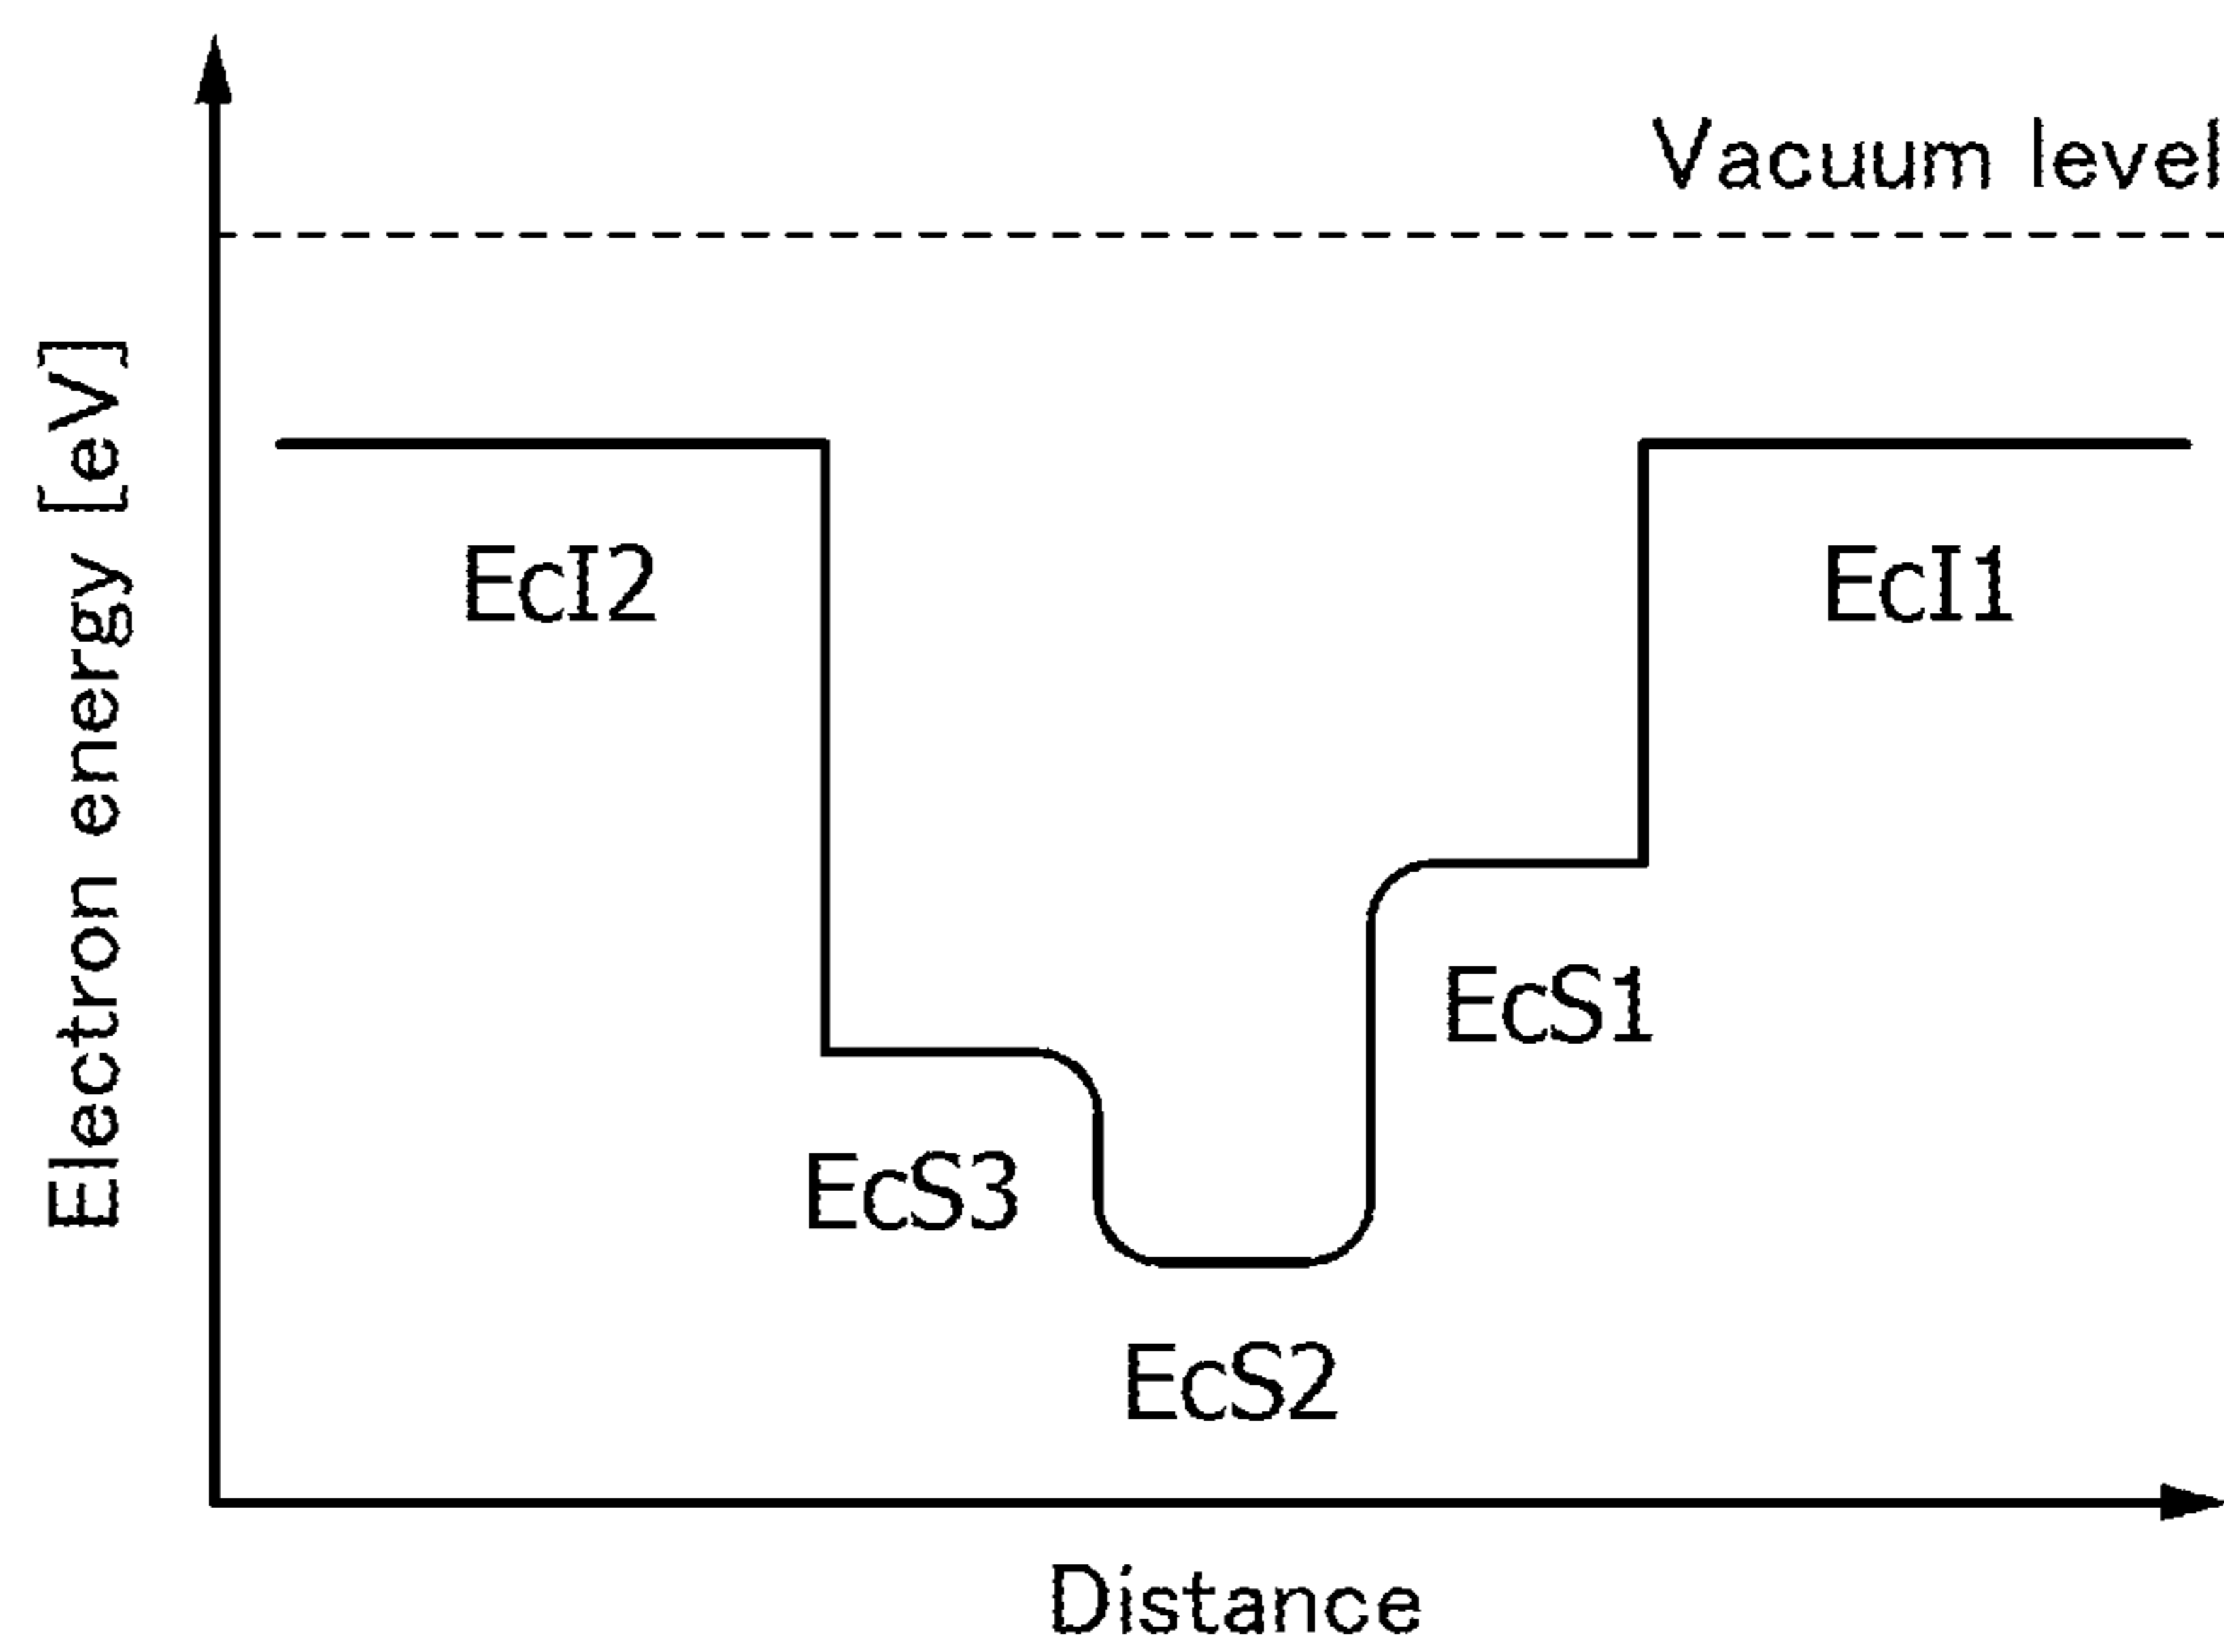 Vacuum level
Electron energy [eV]
EcI2
EcI1
EcS1
EcS3
EcS2
Distance